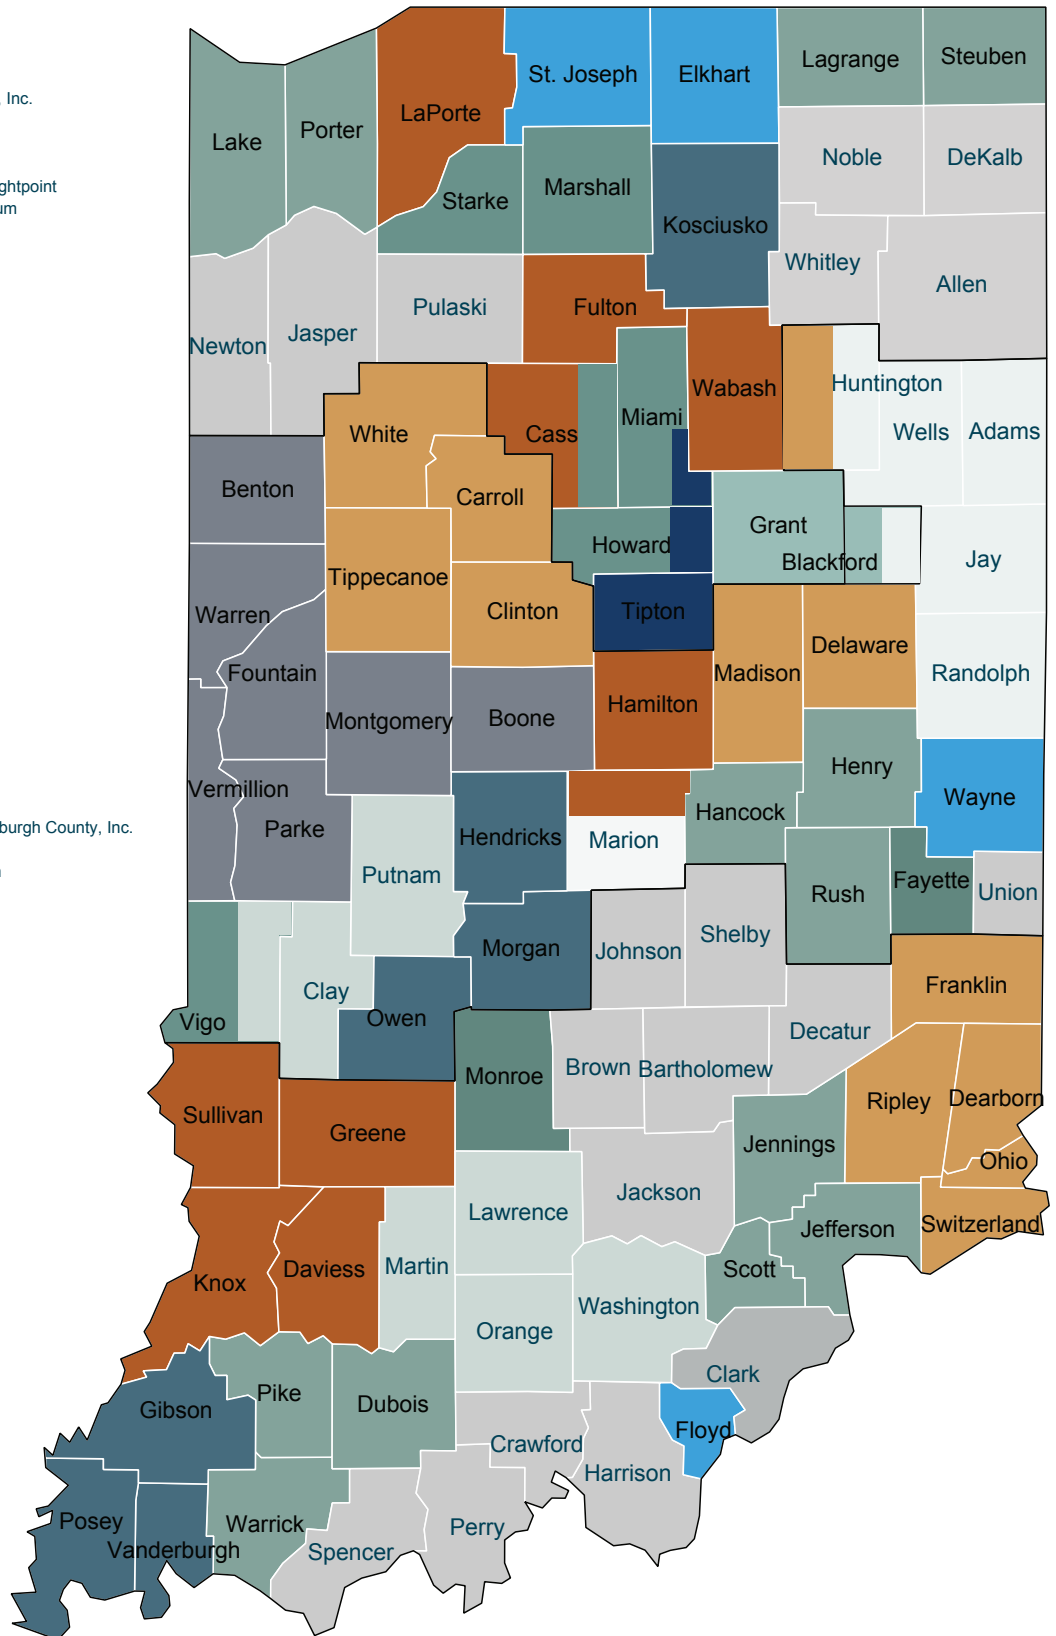 , Inc.
ghtpoint
um
burgh County, Inc.
St. Joseph
Elkhart
Lagrange
Steuben
LaPorte
Lake
Porter
Noble
DeKalb
Starke
Marshall
Kosciusko
Whitley
Allen
Newton
Jasper
Pulaski
Fulton
Huntington
Wabash
White
Cass
Miami
Wells
Adams
Benton
Carroll
Grant
Howard
Blackford
Jay
Tippecanoe
Clinton
Tipton
Warren
Delaware
Fountain
Madison
Randolph
Montgomery
Boone
Hamilton
Henry
Vermillion
Wayne
Parke
Hendricks
Marion
Hancock
Putnam
Rush
Fayette
Union
Morgan
Johnson
Shelby
Clay
Franklin
Vigo
Owen
Decatur
Monroe
Brown
Bartholomew
Sullivan
Greene
Ripley
Dearborn
Jennings
Ohio
Jackson
Lawrence
Jefferson
Switzerland
Knox
Daviess
Martin
Scott
Washington
Orange
Pike
Dubois
Clark
Gibson
Crawford
Floyd
Harrison
Posey
Vanderburgh
Warrick
Spencer
Perry